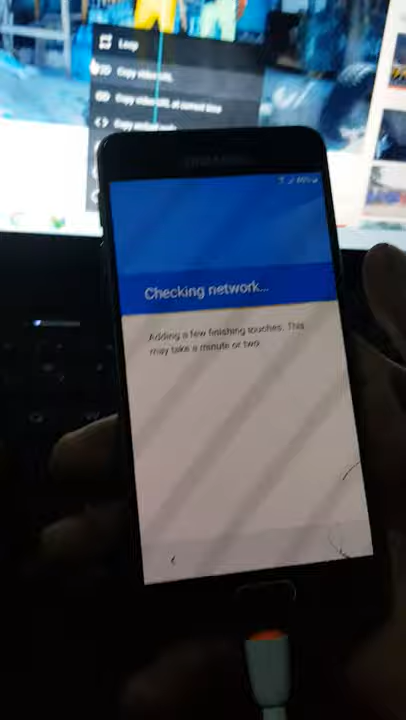 Loop
Copy video URL
Copy video URL at current time
SAMSUNG
Checking network...
Adding a few finishing touches. This
may take a minute or two.